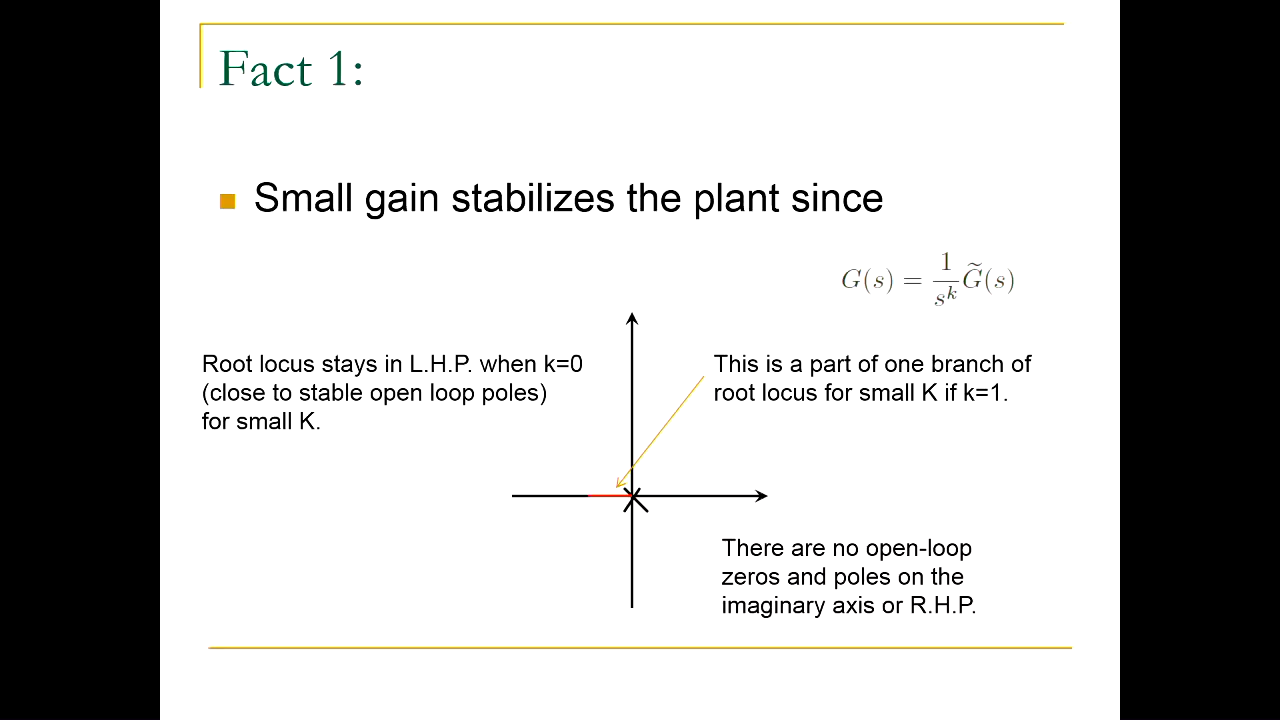 Fact 1:
Small gain stabilizes the plant since
G(s) = \frac{1}{s^k} \widetilde{G}(s)
Root locus stays in L.H.P. when k=0
(close to stable open loop poles)
for small K.
This is a part of one branch of
root locus for small K if k=1.
There are no open-loop
zeros and poles on the
imaginary axis or R.H.P.